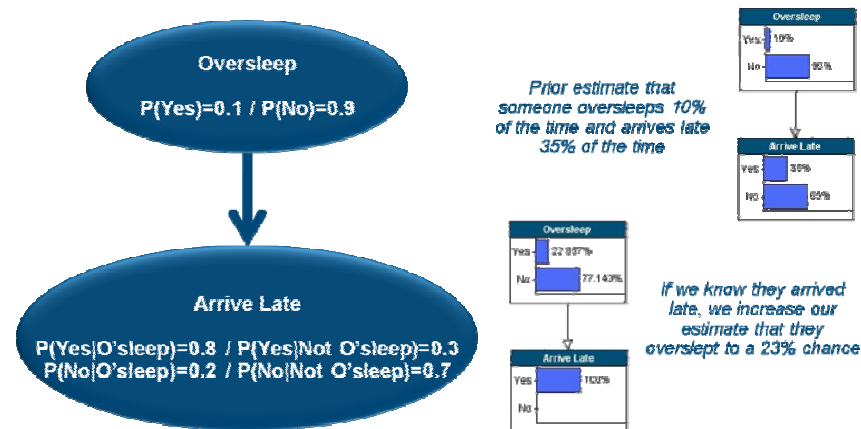 Oversleep
P(Yes)=0.1 / P(No)=0.9
Arrive Late
P(Yes|O'sleep)=0.8 / P(Yes|Not O'sleep)=0.3
P(No|O'sleep)=0.2 / P(No|Not O'sleep)=0.7
Prior estimate that
someone oversleeps 10%
of the time and arrives late
35% of the time
Oversleep
Yes 10%
No 90%
Arrive Late
Yes 35%
No 65%
Oversleep
Yes 22.857%
No 77.143%
Arrive Late
Yes 100%
No
If we know they arrived
late, we increase our
estimate that they
overslept to a 23% chance